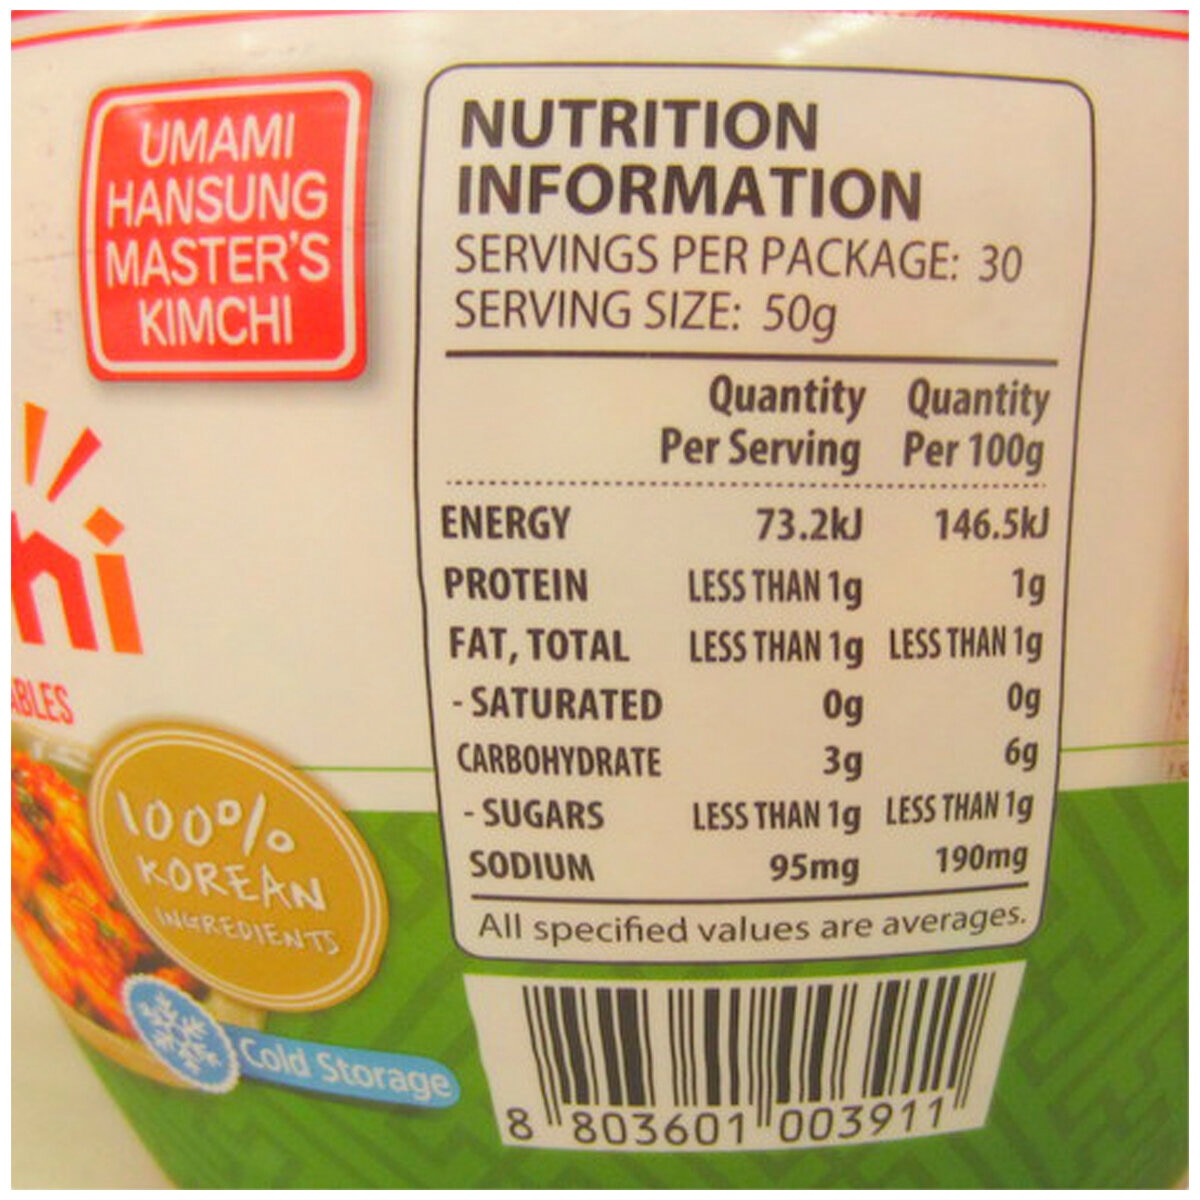 UMAMI
HANSUNG
MASTER'S
KIMCHI
hi
ABLES
100%
KOREAN
INGREDIENTS
Cold Storage
NUTRITION
INFORMATION
SERVINGS PER PACKAGE: 30
SERVING SIZE: 50g
Quantity Per Serving Quantity Per 100g
ENERGY 73.2kJ 146.5kJ
PROTEIN LESS THAN 1g 1g
FAT, TOTAL LESS THAN 1g LESS THAN 1g
- SATURATED 0g 0g
CARBOHYDRATE 3g 6g
- SUGARS LESS THAN 1g LESS THAN 1g
SODIUM 95mg 190mg
All specified values are averages.
8 803601 003911